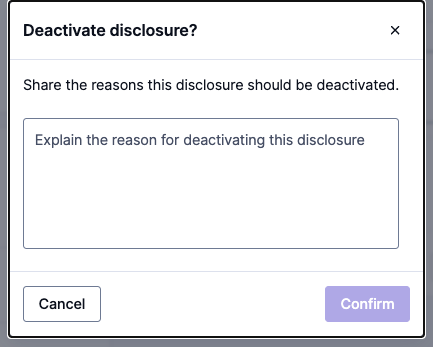 Deactivate disclosure?
Share the reasons this disclosure should be deactivated.
Explain the reason for deactivating this disclosure
Cancel
Confirm